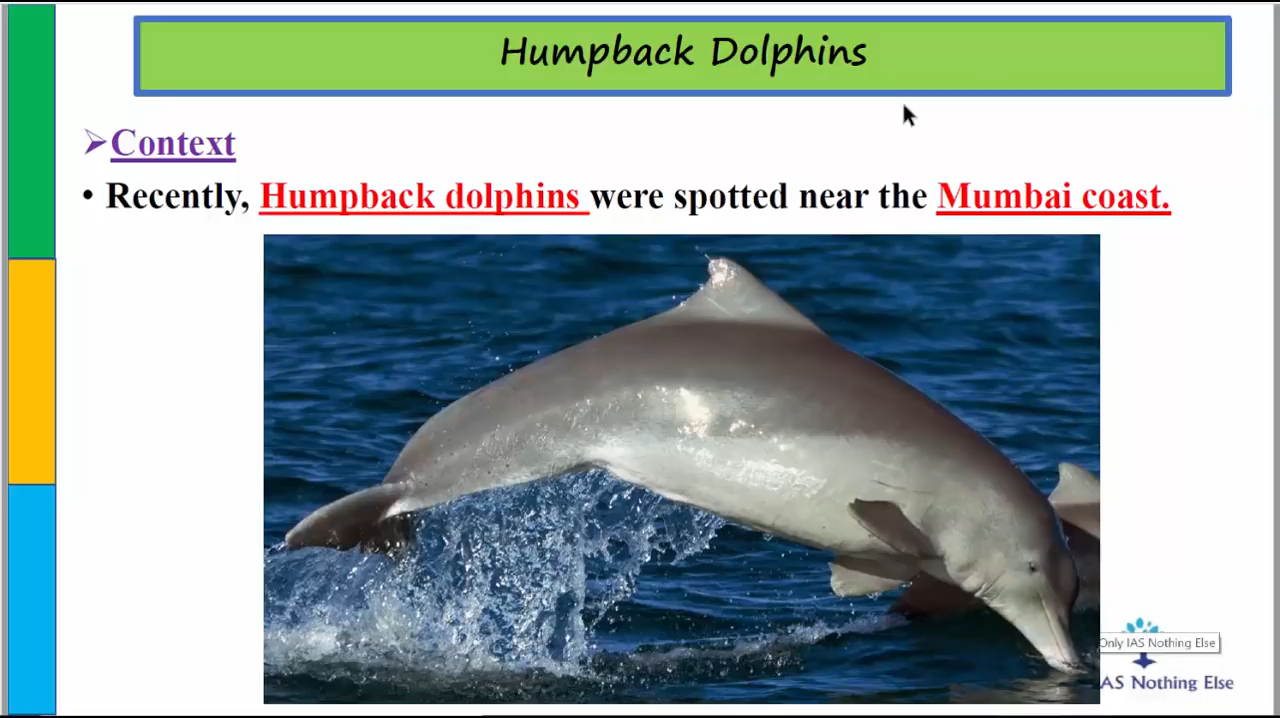 Humpback Dolphins
➢Context
• Recently, Humpback dolphins were spotted near the Mumbai coast.
Only IAS Nothing Else
AS Nothing Else